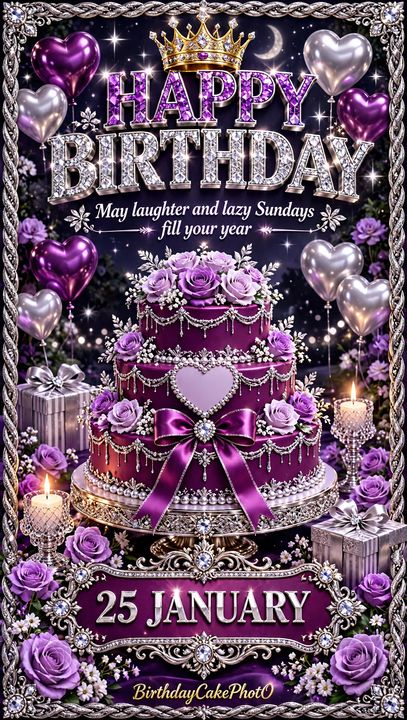 HAPPY
BIRTHDAY
May laughter and lazy Sundays
fill your year
25 JANUARY
BirthdayCakePhotO